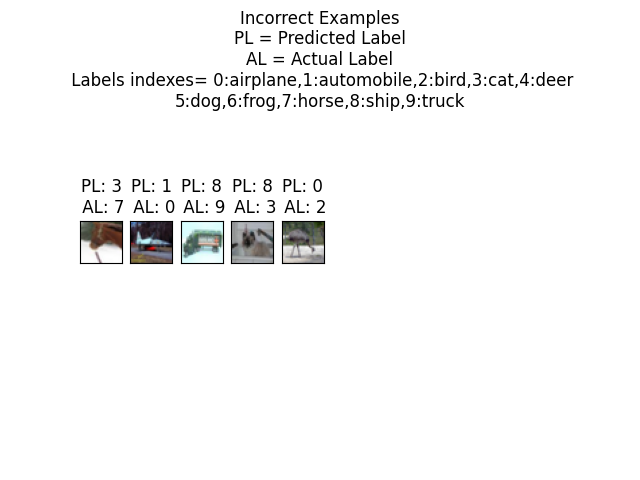 Incorrect Examples
PL = Predicted Label
AL = Actual Label
Labels indexes= 0:airplane,1:automobile,2:bird,3:cat,4:deer
5:dog,6:frog,7:horse,8:ship,9:truck
PL: 3 PL: 1 PL: 8 PL: 8 PL: 0
AL: 7 AL: 0 AL: 9 AL: 3 AL: 2